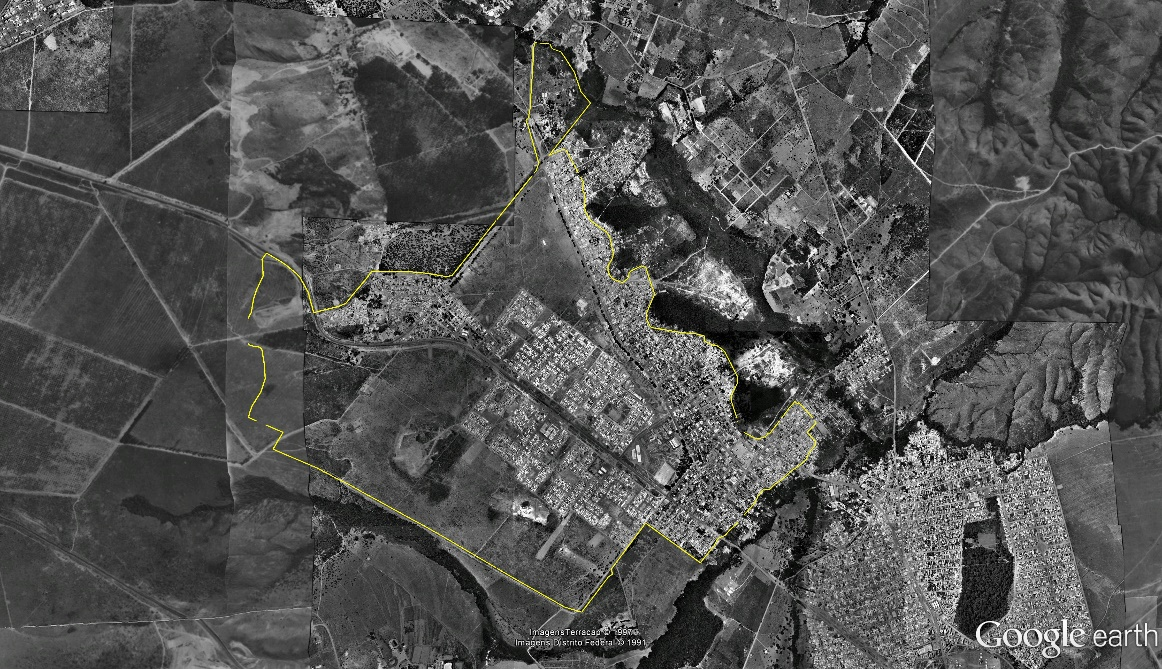 Imagens Terracap © 1997
Imagens Distrito Federal © 1991
Google earth